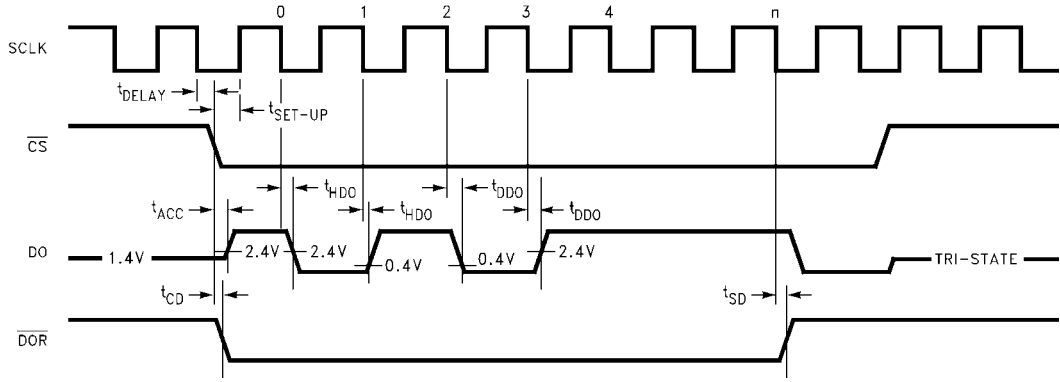 0 1 2 3 4 n
SCLK
tDELAY
tSET-UP
CS
tHDO tDDO
tACC tHDO tDDO
DO 1.4V 2.4V 2.4V 0.4V 0.4V 2.4V TRI-STATE
tCD tSD
DOR